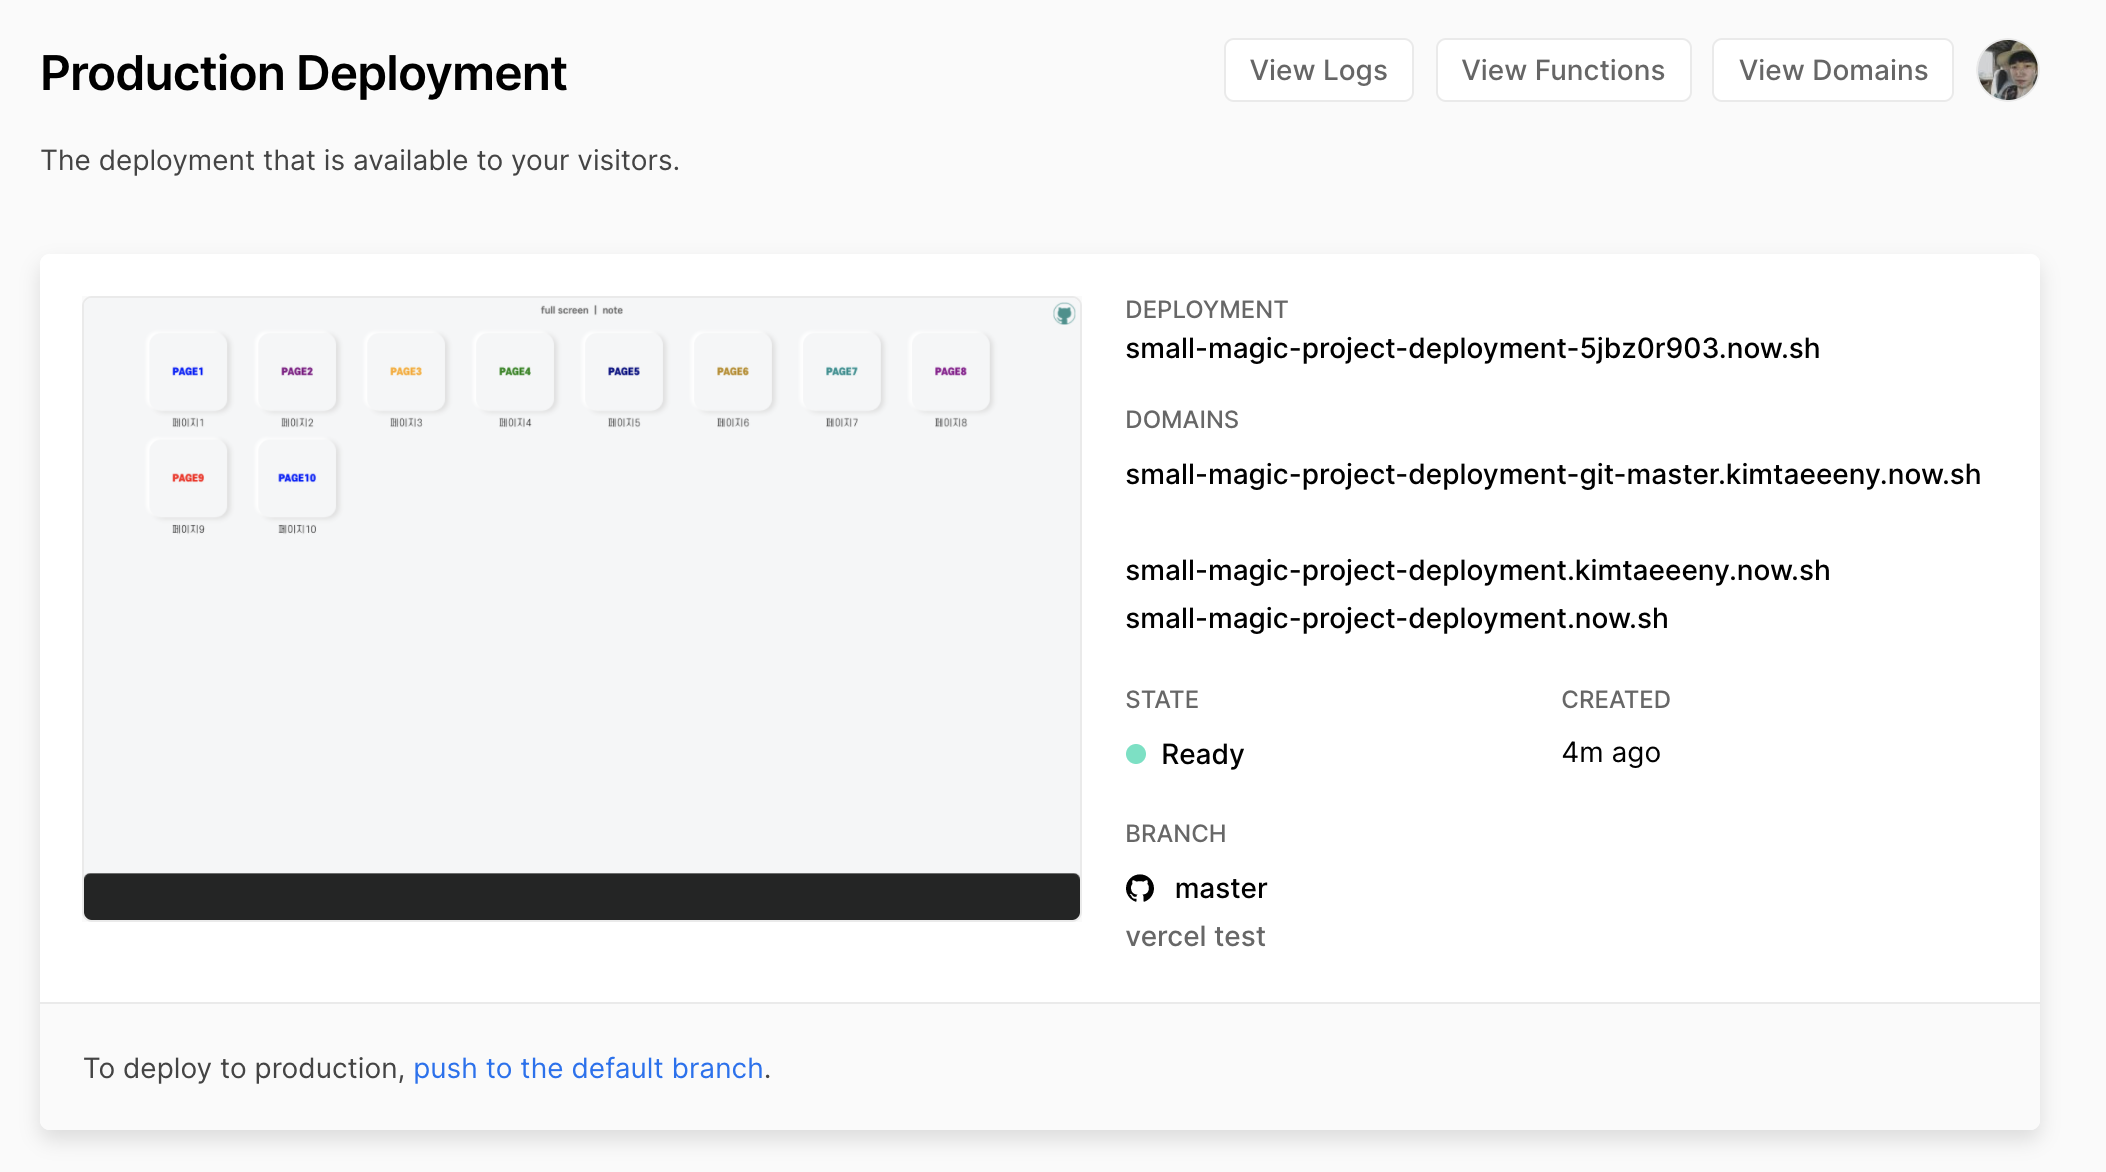 Production Deployment
View Logs
View Functions
View Domains
The deployment that is available to your visitors.
full screen | note
PAGE1
PAGE2
PAGE3
PAGE4
PAGE5
PAGE6
PAGE7
PAGE8
페이지1
페이지2
페이지3
페이지4
페이지5
페이지6
페이지7
페이지8
PAGE9
PAGE10
페이지9
페이지10
DEPLOYMENT
small-magic-project-deployment-5jbz0r903.now.sh
DOMAINS
small-magic-project-deployment-git-master.kimtaeeeny.now.sh
small-magic-project-deployment.kimtaeeeny.now.sh
small-magic-project-deployment.now.sh
STATE
CREATED
Ready
4m ago
BRANCH
master
vercel test
To deploy to production, push to the default branch.